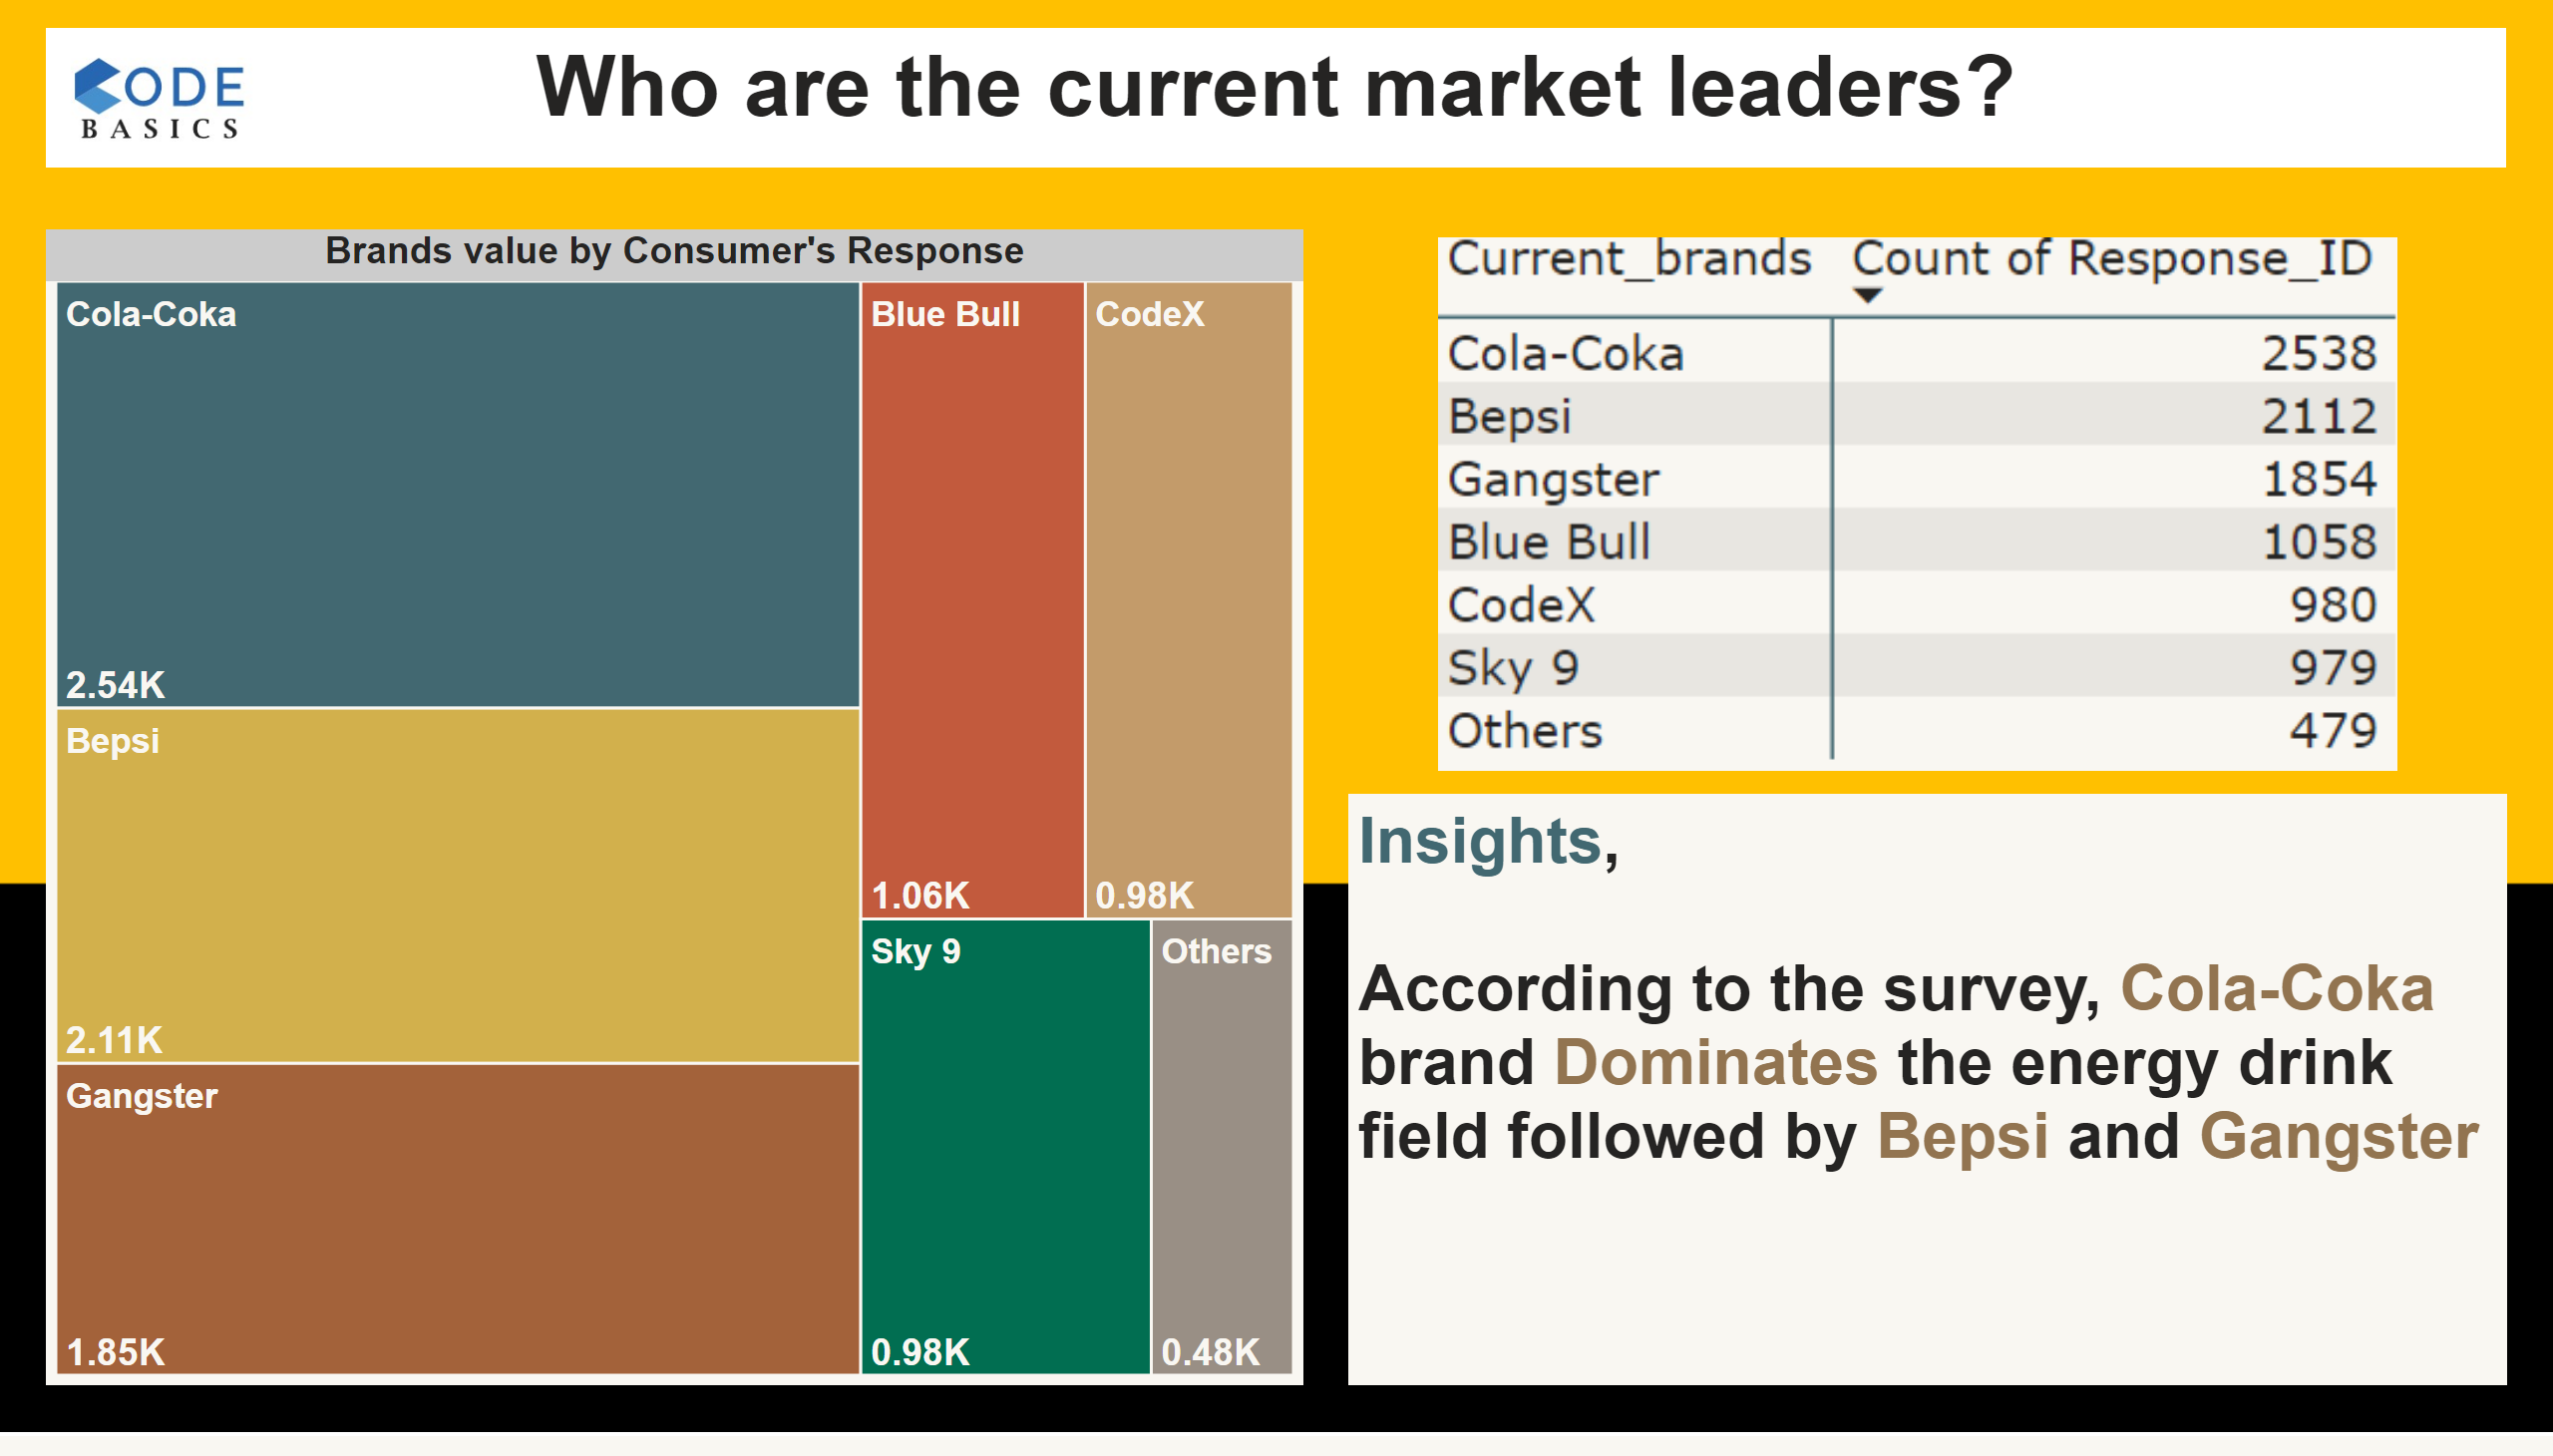 CODE
BASICS
Who are the current market leaders?
Brands value by Consumer's Response
Cola-Coka
2.54K
Bepsi
2.11K
Gangster
1.85K
Blue Bull
1.06K
CodeX
0.98K
Sky 9
0.98K
Others
0.48K
Current_brands Count of Response_ID
Cola-Coka 2538
Bepsi 2112
Gangster 1854
Blue Bull 1058
CodeX 980
Sky 9 979
Others 479
Insights,
According to the survey, Cola-Coka
brand Dominates the energy drink
field followed by Bepsi and Gangster